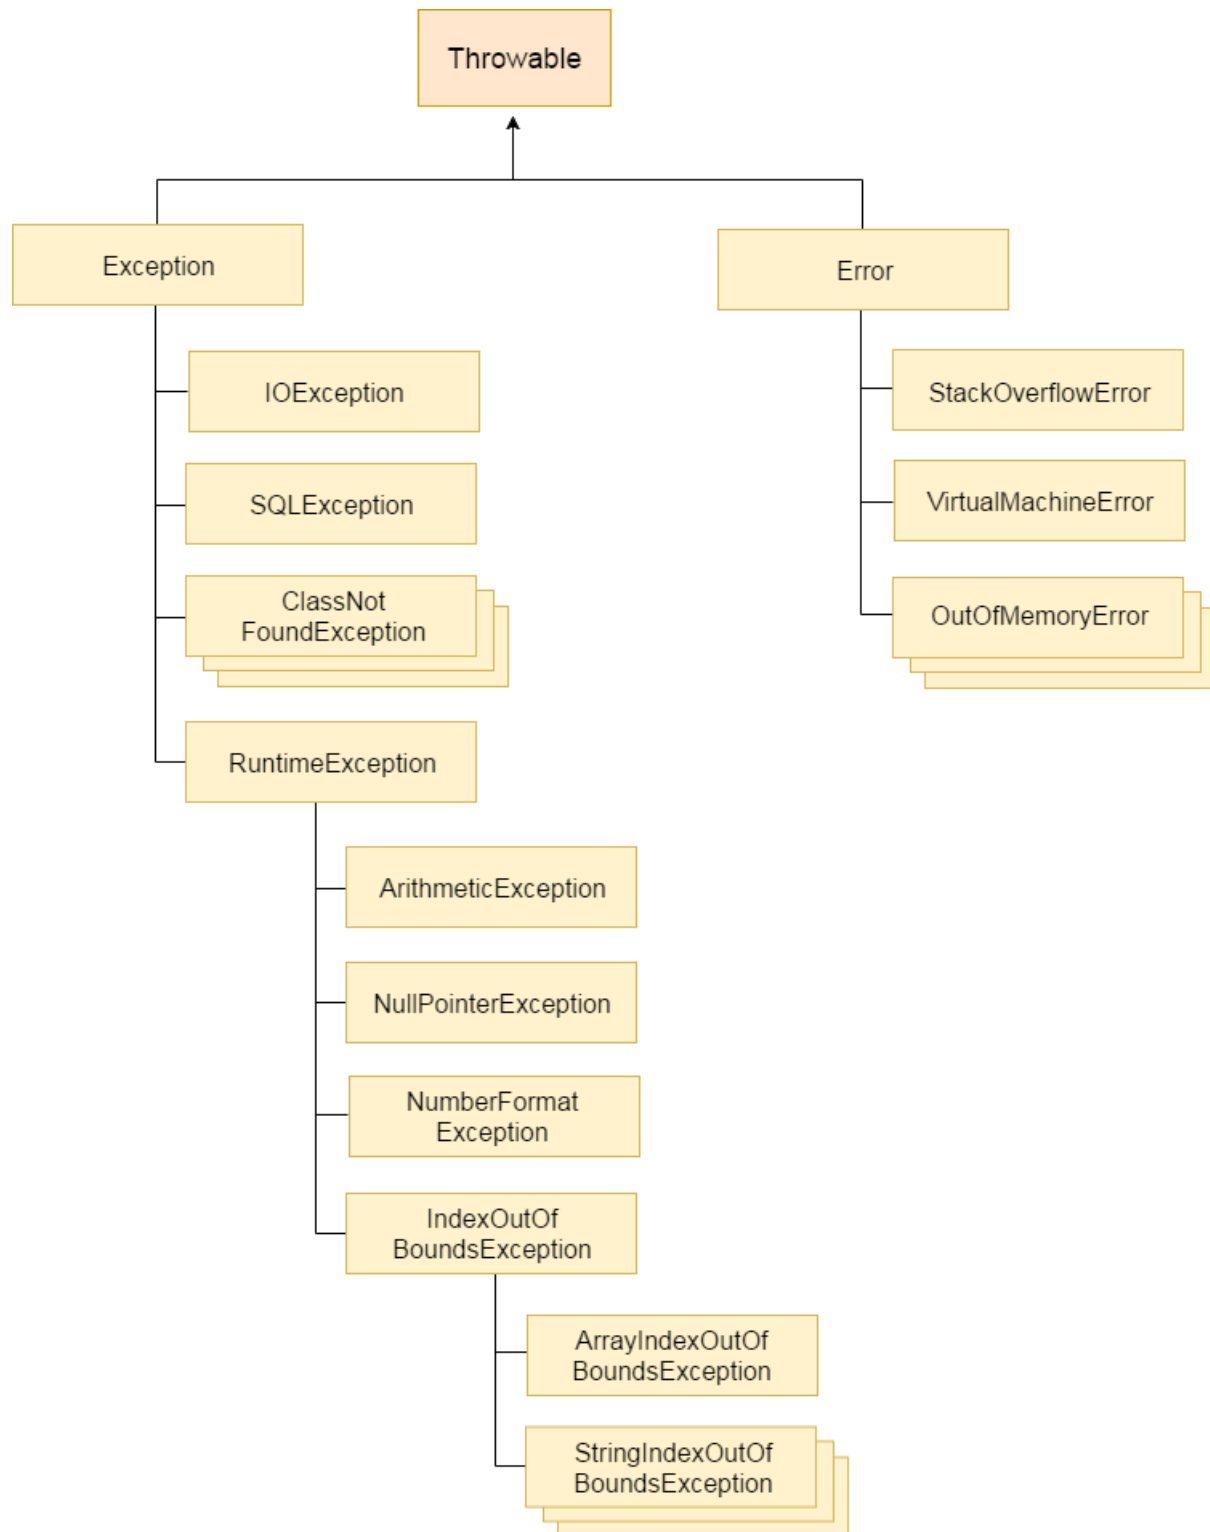 Throwable
Exception
Error
IOException
StackOverflowError
SQLException
VirtualMachineError
ClassNot
FoundException
OutOfMemoryError
RuntimeException
ArithmeticException
NullPointerException
NumberFormat
Exception
IndexOutOf
BoundsException
ArrayIndexOutOf
BoundsException
StringIndexOutOf
BoundsException